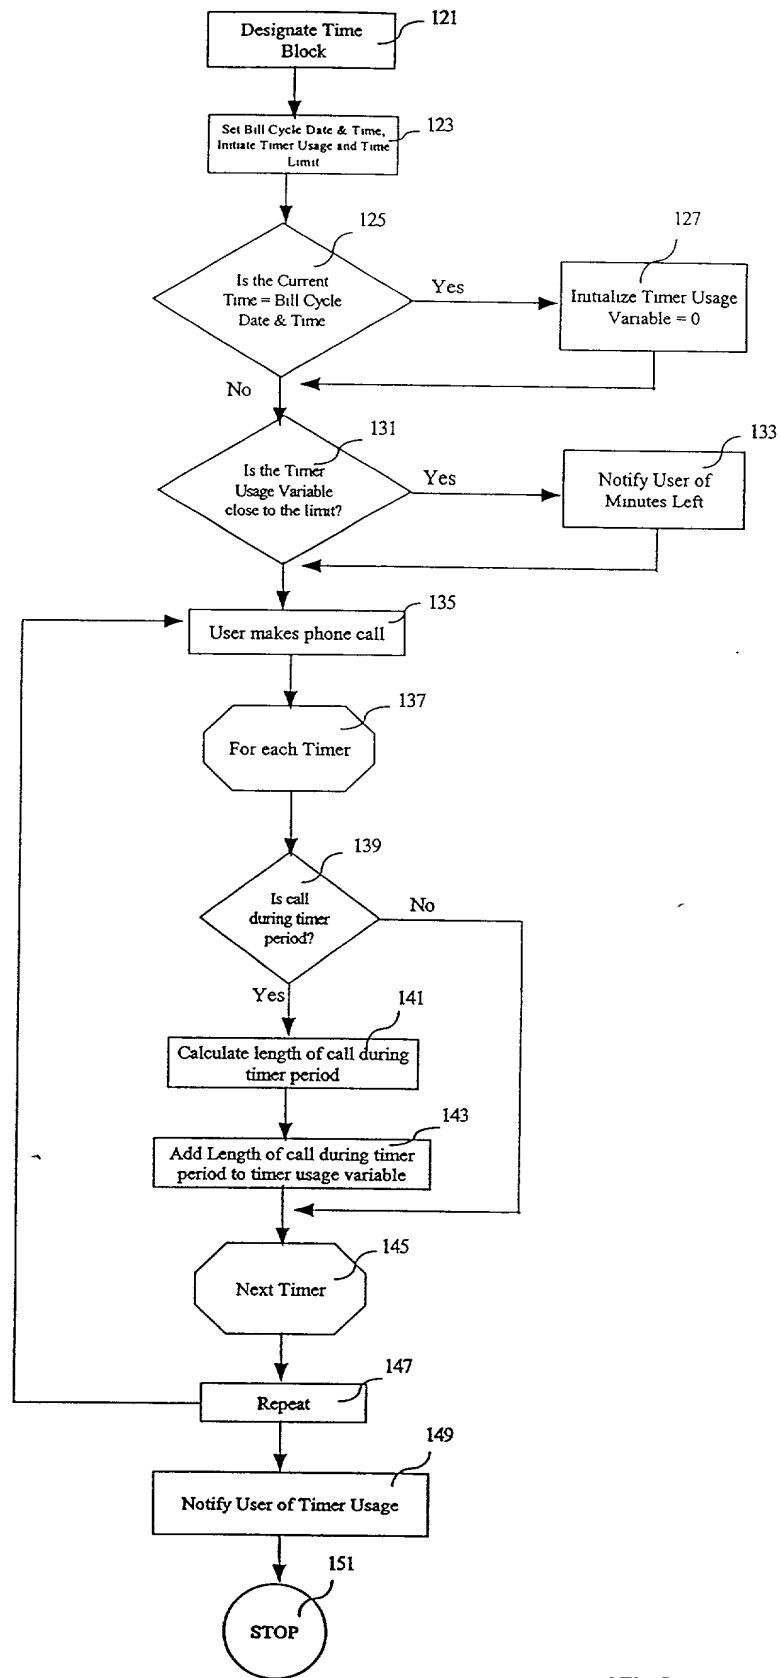 121
Designate Time
Block
123
Set Bill Cycle Date & Time,
Initiate Timer Usage and Time
Limit
125
Is the Current
Time = Bill Cycle
Date & Time
Yes
127
Initialize Timer Usage
Variable = 0
No
131
Is the Timer
Usage Variable
close to the limit?
Yes
133
Notify User of
Minutes Left
135
User makes phone call
137
For each Timer
139
Is call
during timer
period?
No
Yes
141
Calculate length of call during
timer period
143
Add Length of call during timer
period to timer usage variable
145
Next Timer
147
Repeat
149
Notify User of Timer Usage
151
STOP